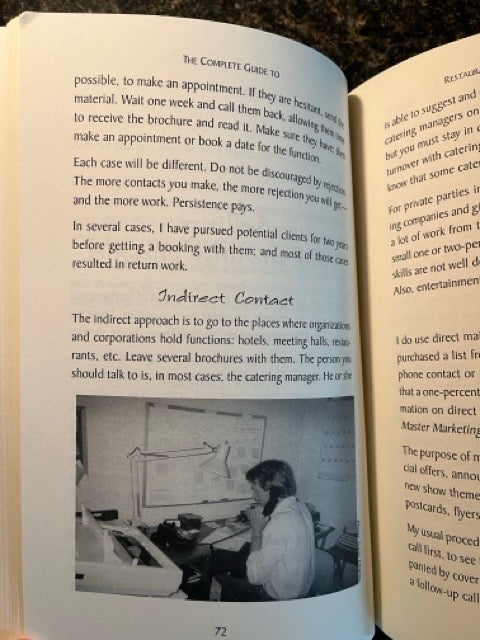 THE COMPLETE GUIDE TO
possible, to make an appointment. If they are hesitant, send the
material. Wait one week and call them back, allowing them time
to receive the brochure and read it. Make sure they have them
make an appointment or book a date for the function.
Each case will be different. Do not be discouraged by rejection.
The more contacts you make, the more rejection you will get—
and the more work. Persistence pays.
In several cases, I have pursued potential clients for two years
before getting a booking with them; and most of those cases
resulted in return work.
Indirect Contact
The indirect approach is to go to the places where organizations
and corporations hold functions: hotels, meeting halls, restau-
rants, etc. Leave several brochures with them. The person you
should talk to is, in most cases, the catering manager. He or she
72
is able to suggest and
catering managers on
but you must stay in
turnover with catering
know that some cate
For private parties i
ing companies and
a lot of work from t
small one or two-pe
skills are not well d
Also, entertainmen
I do use direct mai
purchased a list fr
phone contact or
that a one-percent
mation on direct
Master Marketing
The purpose of m
cial offers, annou
new show theme
postcards, flyers
My usual proced
call first, to see
panied by cover
a follow-up call